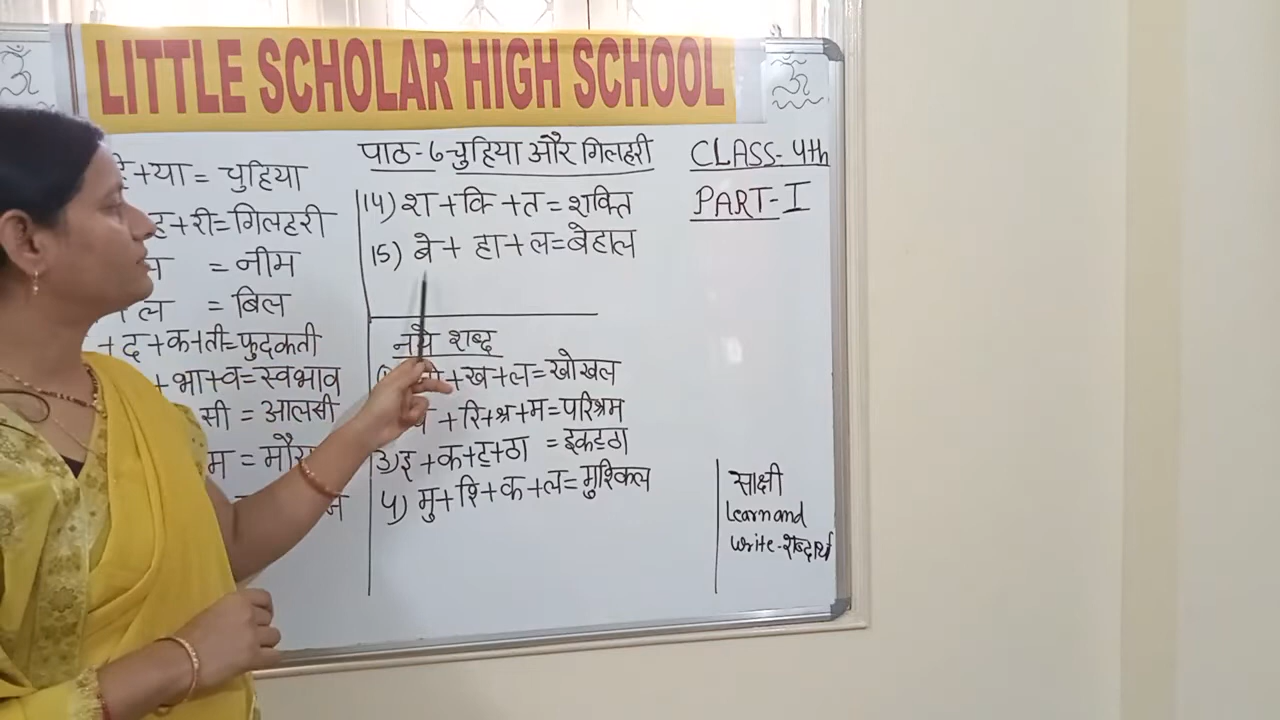 ॐ
LITTLE SCHOLAR HIGH SCHOOL
ॐ
पाठ-6-चुहिया और गिलहरी
CLASS-4th
PART-I
+या = चुहिया
ह+री=गिलहरी
= नीम
+ल = बिल
+द+क+ती=फुदकती
+भा+व=स्वभाव
सी = आलसी
म =
14) श+कि+त=शक्ति
15) बे+ हा+ल=बेहाल
नये शब्द
+ख+ल=खोखल
+रि+श्र+म=परिश्रम
3) इ+क+ट्+ठा =इकट्ठा
4) मु+श्+कि+ल=मुश्किल
साक्षी
Learn and
write-शब्दार्थ